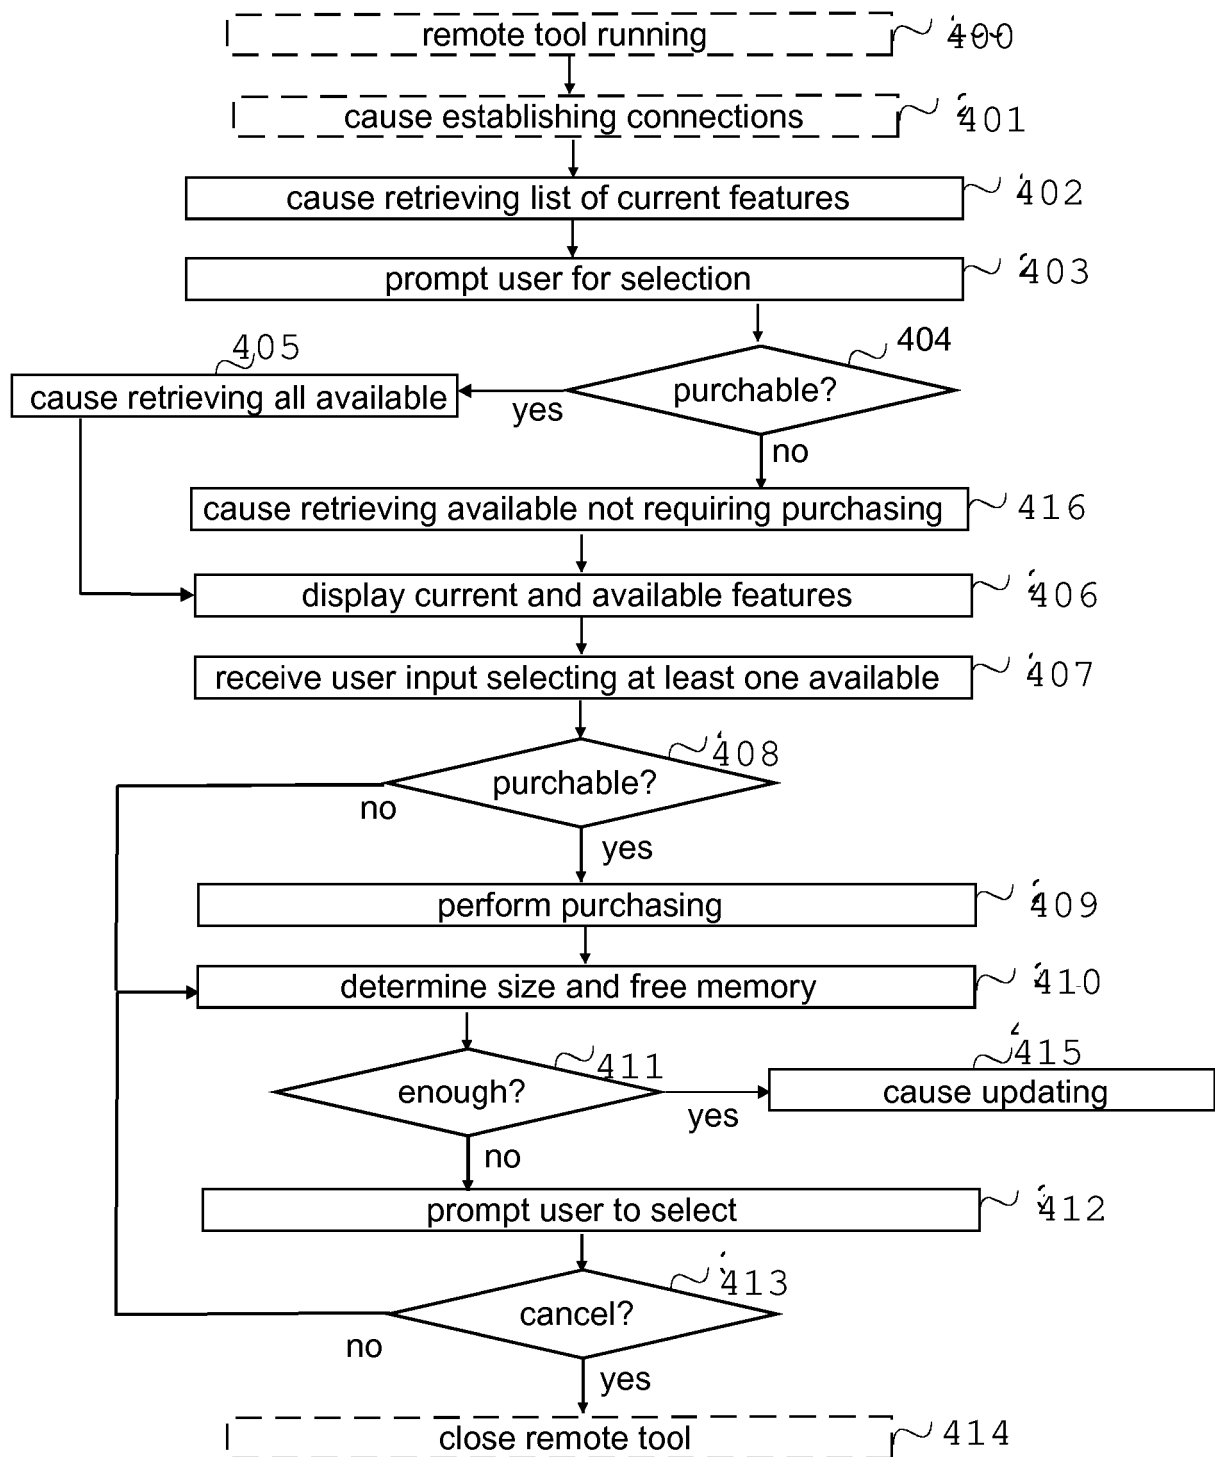 remote tool running 400
cause establishing connections 401
cause retrieving list of current features 402
prompt user for selection 403
404
405
purchable?
cause retrieving all available
yes
no
cause retrieving available not requiring purchasing 416
display current and available features 406
receive user input selecting at least one available 407
408
purchable?
no
yes
perform purchasing 409
determine size and free memory 410
415
411
enough?
cause updating
yes
no
prompt user to select 412
413
cancel?
no
yes
close remote tool 414